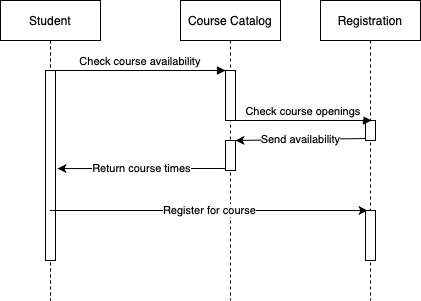 Student
Course Catalog
Registration
Check course availability
Check course openings
Send availability
Return course times
Register for course